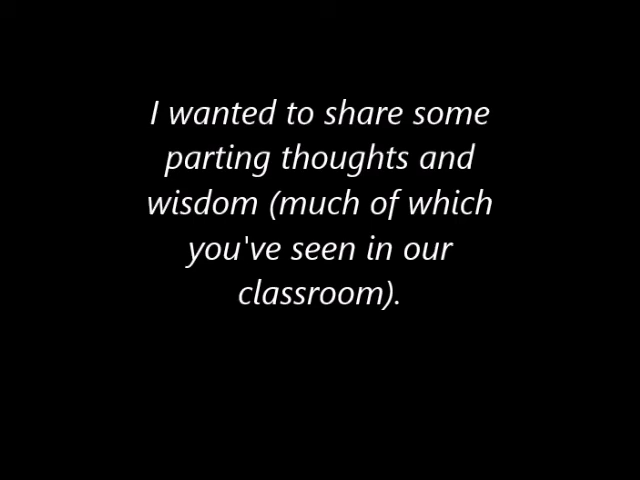 I wanted to share some
parting thoughts and
wisdom (much of which
you've seen in our
classroom).